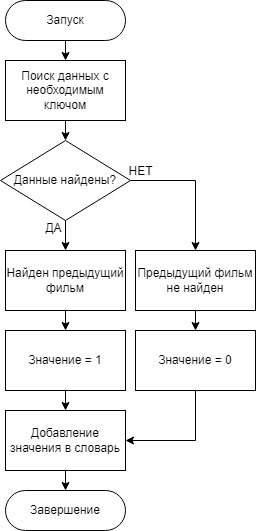 Запуск
Поиск данных с
необходимым
ключом
Данные найдены?
НЕТ
ДА
Найден предыдущий
фильм
Предыдущий фильм
не найден
Значение = 1
Значение = 0
Добавление
значения в словарь
Завершение